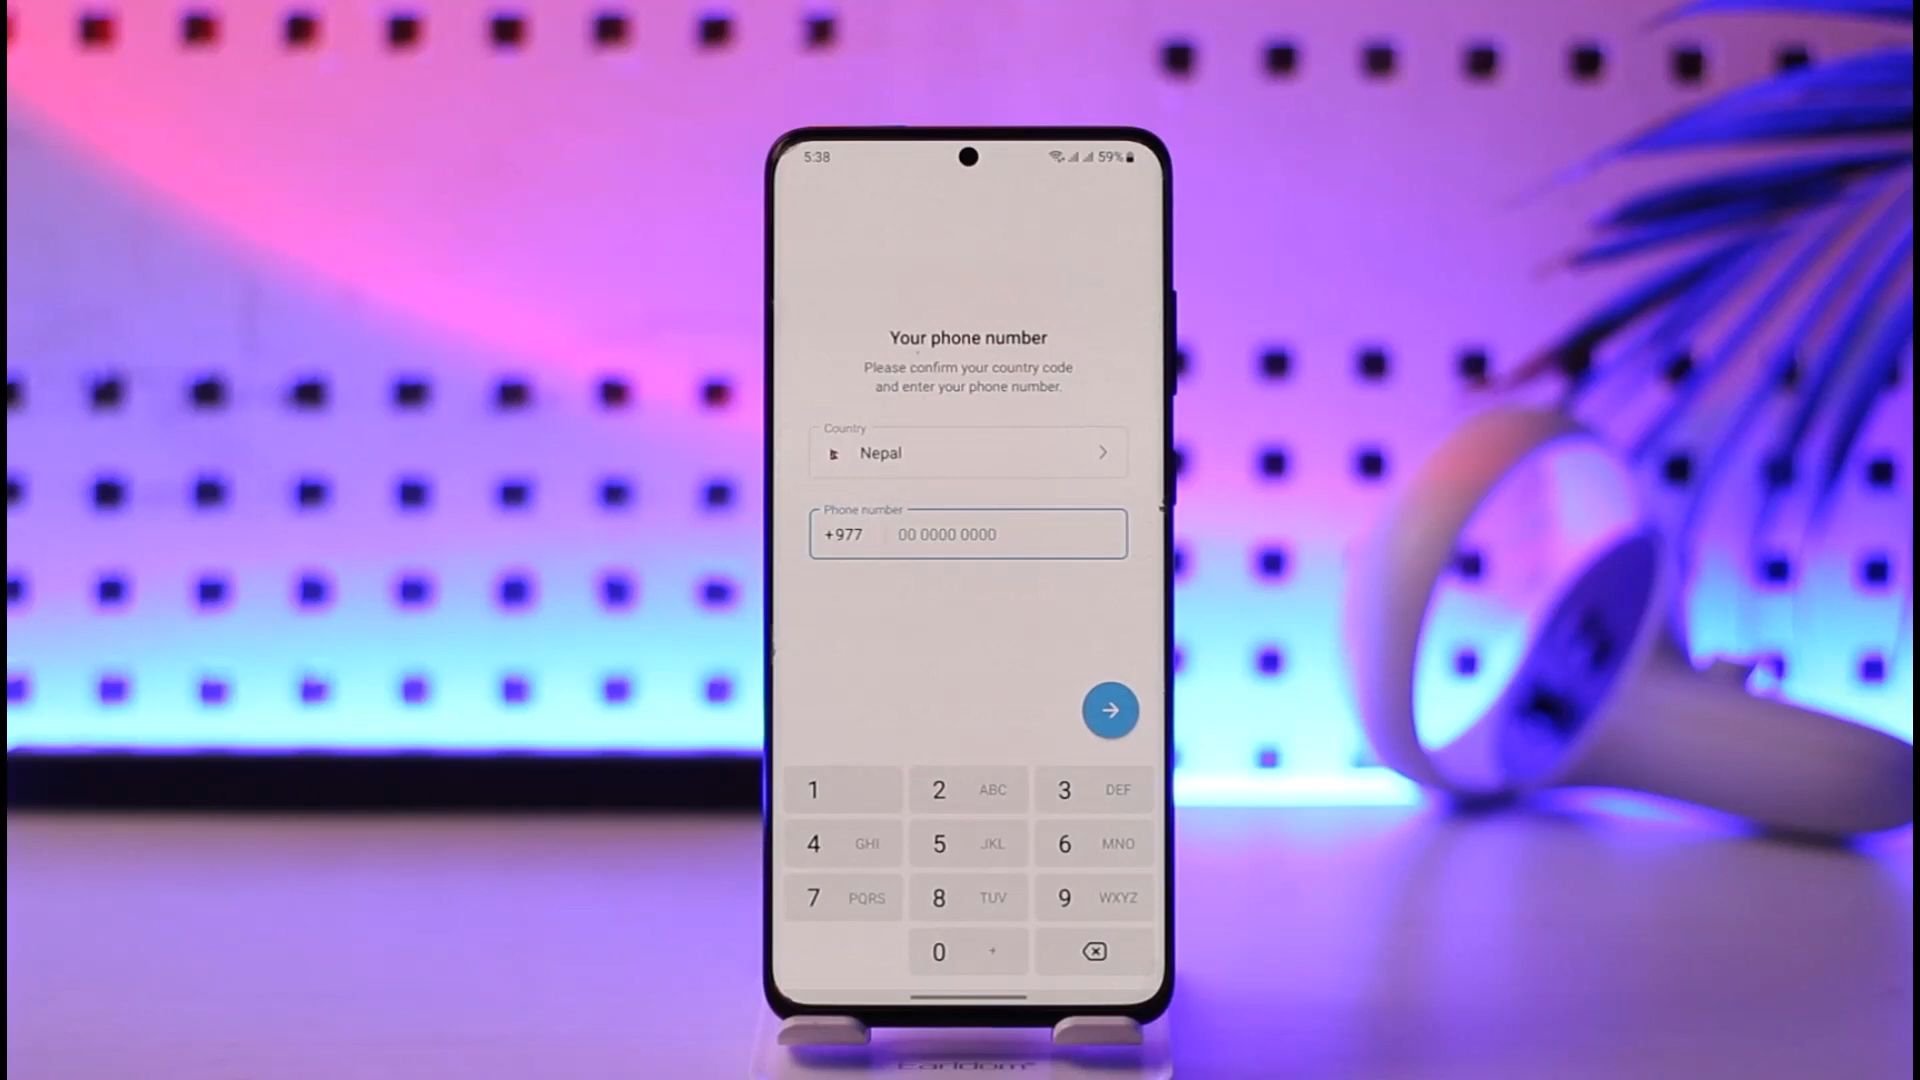 5:38
59%
Your phone number
Please confirm your country code
and enter your phone number.
Country
Nepal
Phone number
+977 00 0000 0000
1
2 ABC
3 DEF
4 GHI
5 JKL
6 MNO
7 PQRS
8 TUV
9 WXYZ
0 +
Earldom